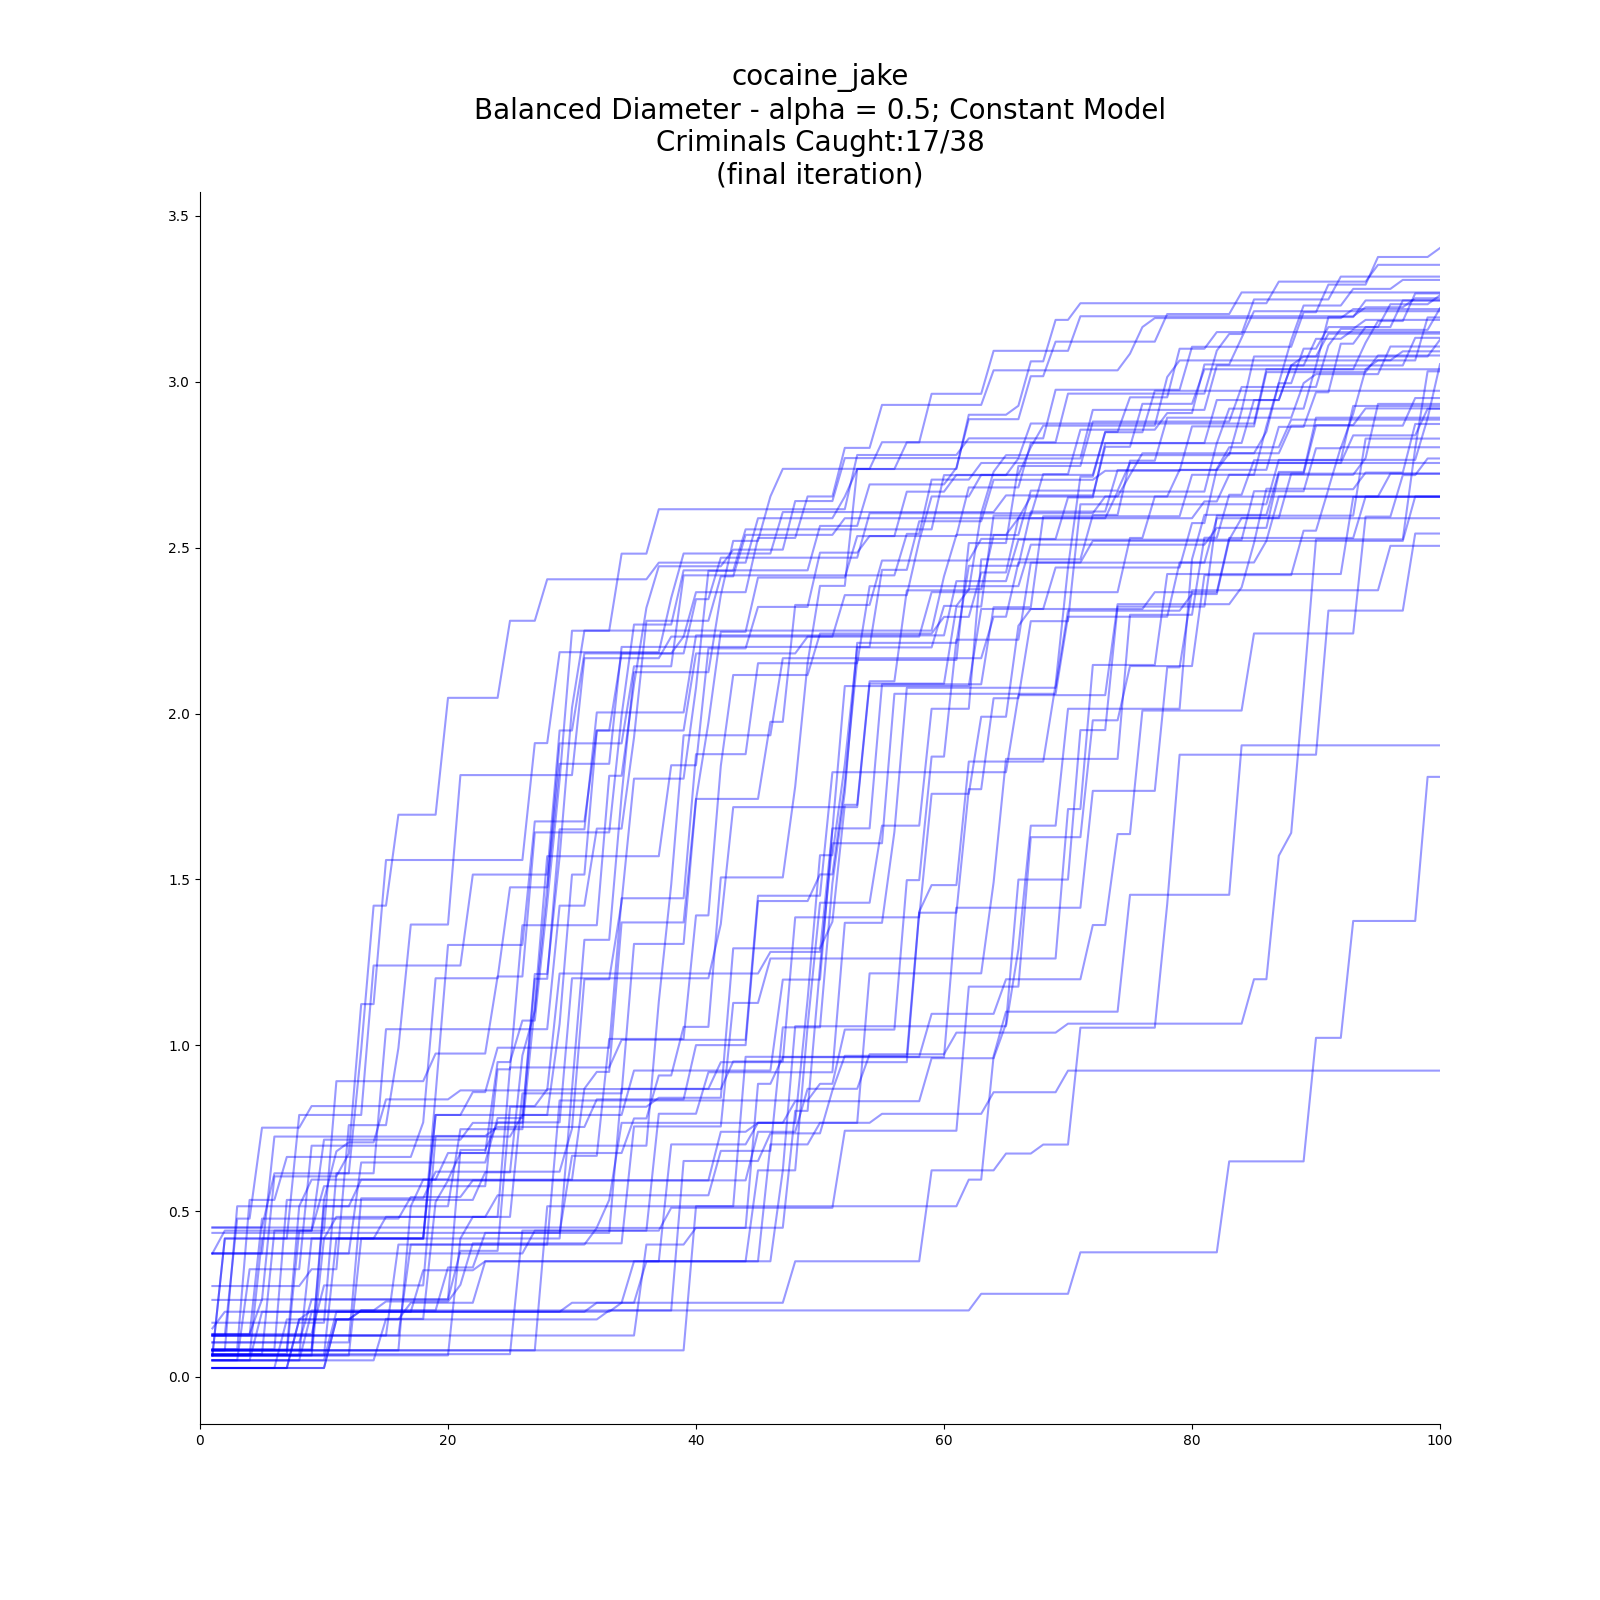 cocaine_jake
Balanced Diameter - alpha = 0.5; Constant Model
Criminals Caught:17/38
(final iteration)
3.5
3.0
2.5
2.0
1.5
1.0
0.5
0.0
0 20 40 60 80 100